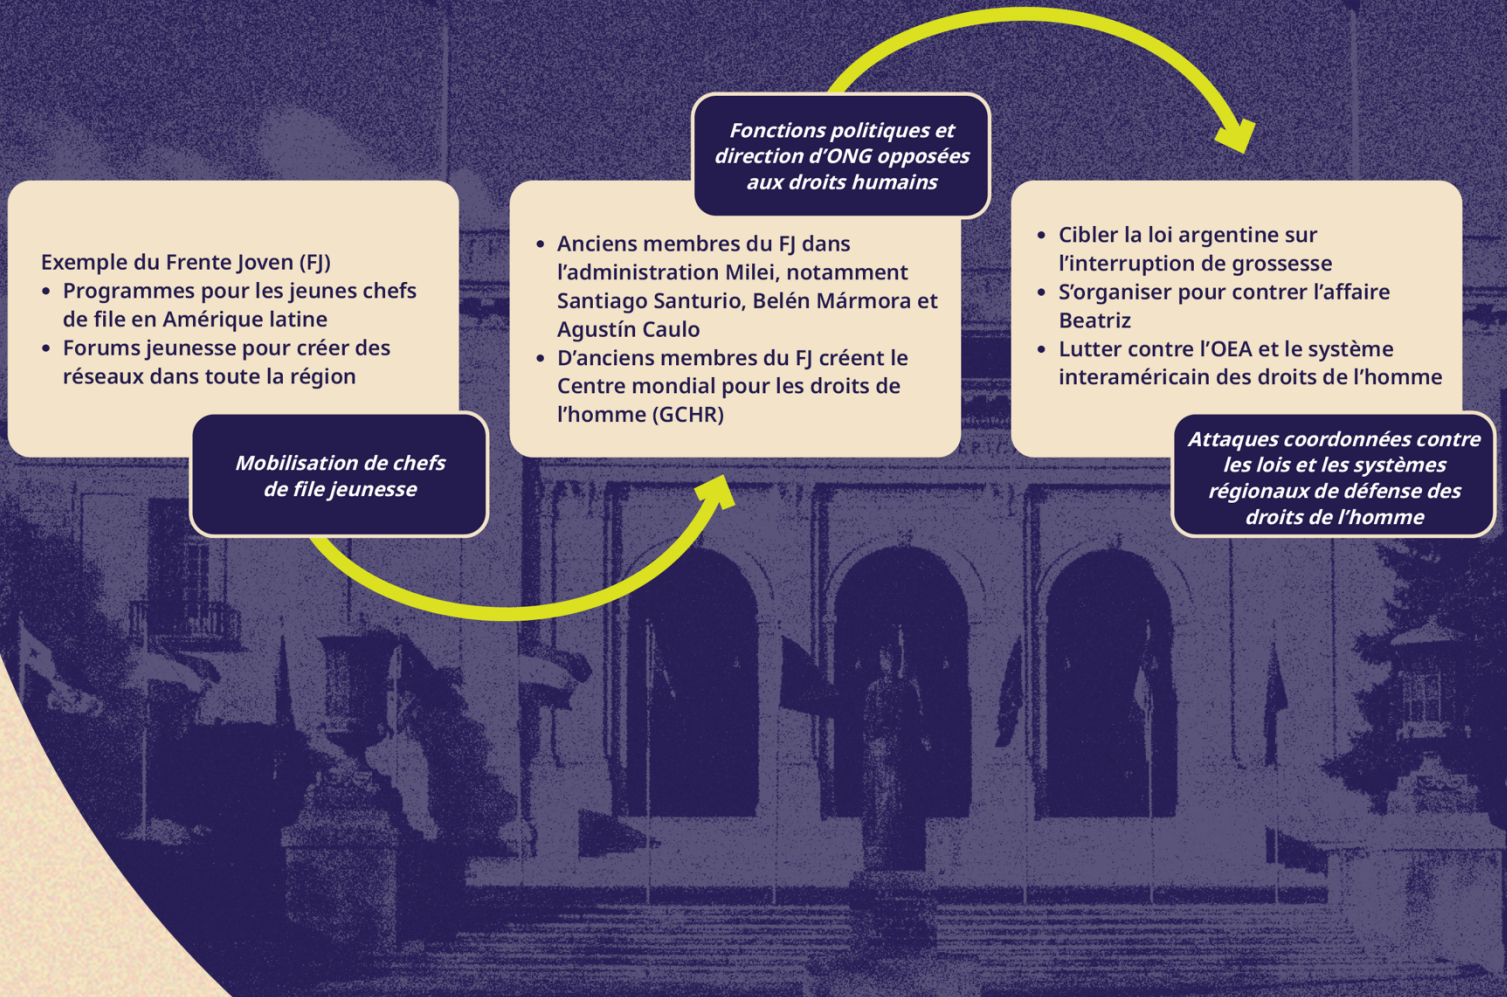 Exemple du Frente Joven (FJ)
• Programmes pour les jeunes chefs
de file en Amérique latine
• Forums jeunesse pour créer des
réseaux dans toute la région
Mobilisation de chefs
de file jeunesse
Fonctions politiques et
direction d’ONG opposées
aux droits humains
• Anciens membres du FJ dans
l’administration Milei, notamment
Santiago Santurio, Belén Mármora et
Agustín Caulo
• D’anciens membres du FJ créent le
Centre mondial pour les droits de
l’homme (GCHR)
• Cibler la loi argentine sur
l’interruption de grossesse
• S’organiser pour contrer l’affaire
Beatriz
• Lutter contre l’OEA et le système
interaméricain des droits de l’homme
Attaques coordonnées contre
les lois et les systèmes
régionaux de défense des
droits de l’homme